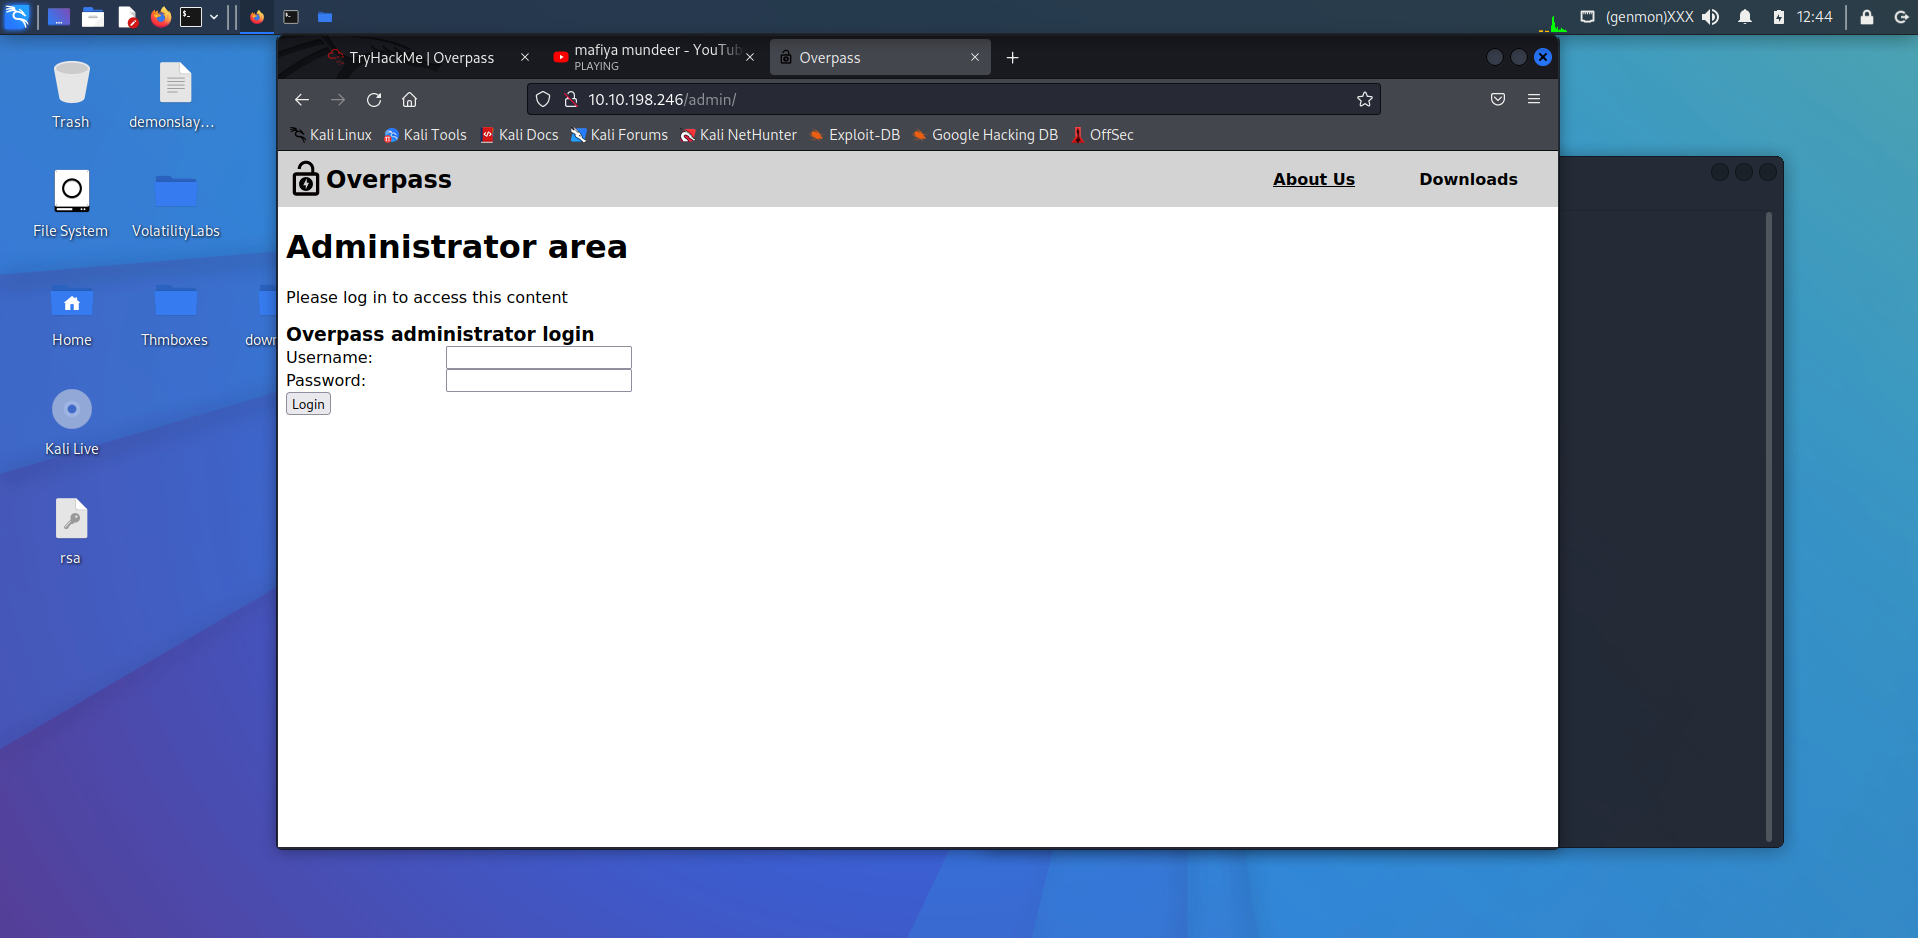 (genmon)XXX 12:44
TryHackMe | Overpass
mafiya mundeer - YouTub
PLAYING
Overpass
10.10.198.246/admin/
Kali Linux Kali Tools Kali Docs Kali Forums Kali NetHunter Exploit-DB Google Hacking DB OffSec
Overpass About Us Downloads
Administrator area
Please log in to access this content
Overpass administrator login
Username:
Password:
Login
Trash
demonslay...
File System
VolatilityLabs
Home
Thmboxes
dow
Kali Live
rsa